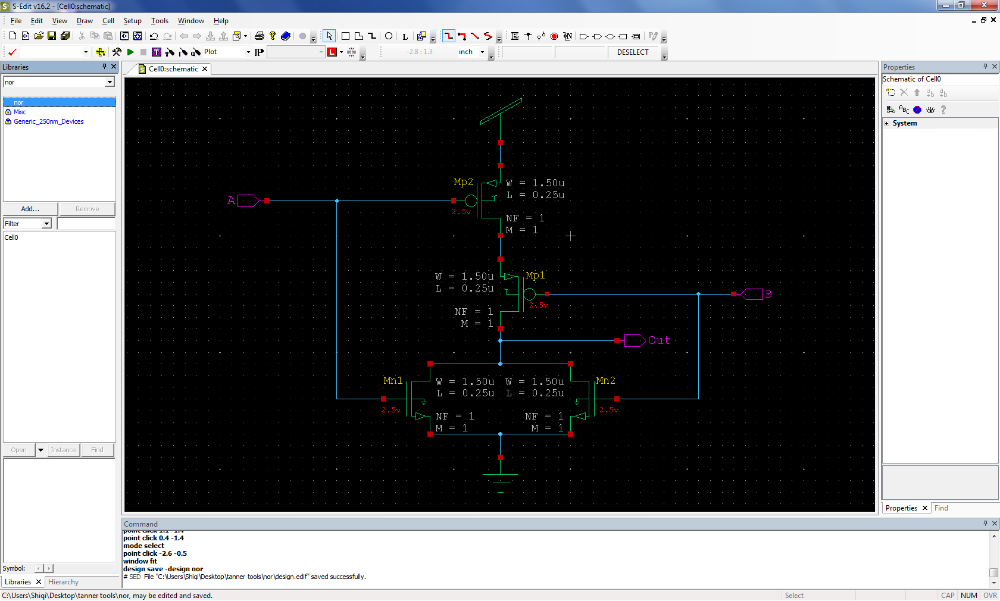 S-Edit v16.2 - [Cell0:schematic]
File Edit View Draw Cell Setup Tools Window Help
Plot
-2.8 : 1.3
inch
DESELECT
Libraries
nor
nor
Misc
Generic_250nm_Devices
Add...
Remove
Filter
Cell0
Open
Instance
Find
Symbol:
Libraries
Hierarchy
Cell0:schematic
Mp2
W = 1.50u
L = 0.25u
A
2.5v
NF = 1
M = 1
W = 1.50u
L = 0.25u
Mp1
B
2.5v
NF = 1
M = 1
Out
Mn1
W = 1.50u
L = 0.25u
2.5v
NF = 1
M = 1
W = 1.50u
L = 0.25u
Mn2
2.5v
NF = 1
M = 1
Properties
Schematic of Cell0
System
Properties
Find
Command
point click 1.1 -1.4
point click 0.4 -1.4
mode select
point click -2.6 -0.5
window fit
design save -design nor
# SED File "C:\Users\Shiqi\Desktop\tanner tools\nor\design.edif" saved successfully.
C:\Users\Shiqi\Desktop\tanner tools\nor, may be edited and saved.
Select
CAP NUM OVR